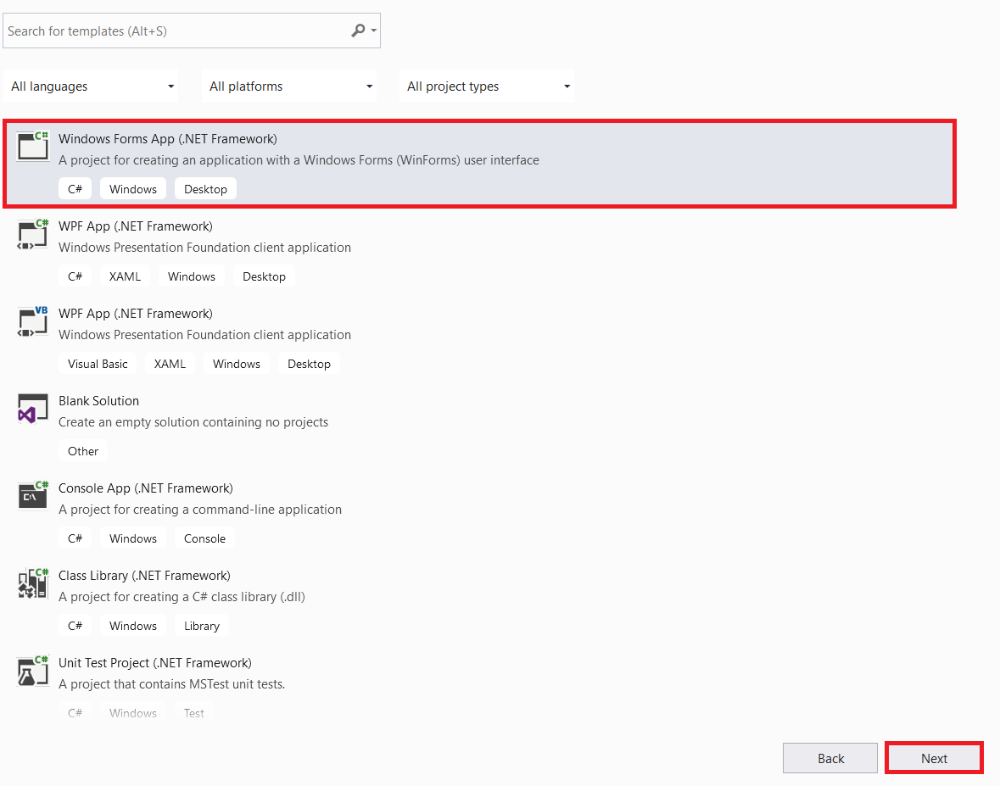 Search for templates (Alt+S)
All languages All platforms All project types
C#
Windows Forms App (.NET Framework)
A project for creating an application with a Windows Forms (WinForms) user interface
C# Windows Desktop
C#
WPF App (.NET Framework)
Windows Presentation Foundation client application
C# XAML Windows Desktop
VB
WPF App (.NET Framework)
Windows Presentation Foundation client application
Visual Basic XAML Windows Desktop
Blank Solution
Create an empty solution containing no projects
Other
C#
C:\
Console App (.NET Framework)
A project for creating a command-line application
C# Windows Console
C#
Class Library (.NET Framework)
A project for creating a C# class library (.dll)
C# Windows Library
C#
Unit Test Project (.NET Framework)
A project that contains MSTest unit tests.
C# Windows Test
Back Next